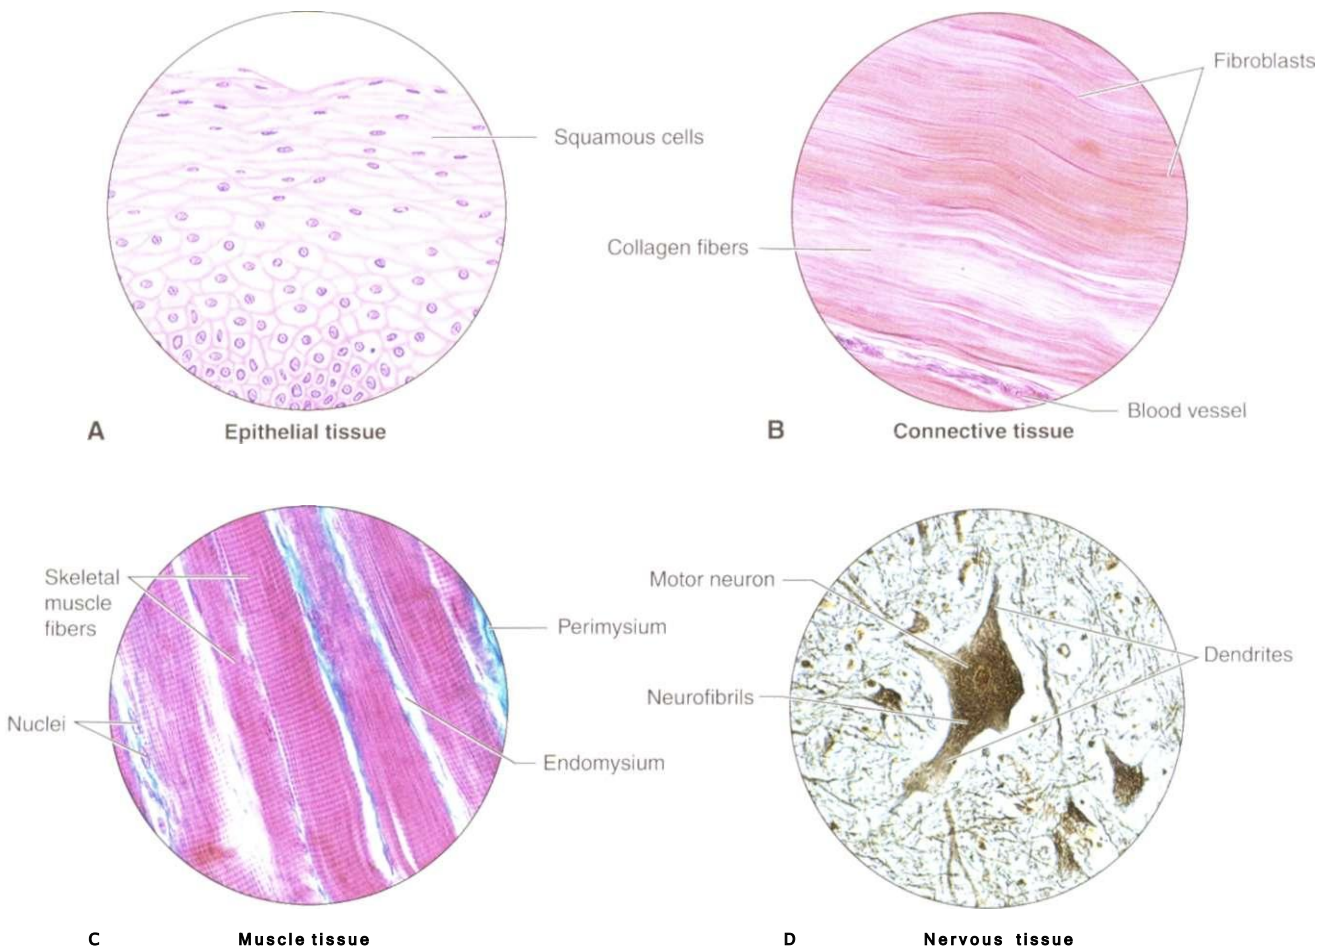 Squamous cells
A
Epithelial tissue
Fibroblasts
Collagen fibers
Blood vessel
B
Connective tissue
Skeletal
muscle
fibers
Nuclei
Perimysium
Endomysium
C
Muscle tissue
Motor neuron
Neurofibrils
Dendrites
D
Nervous tissue